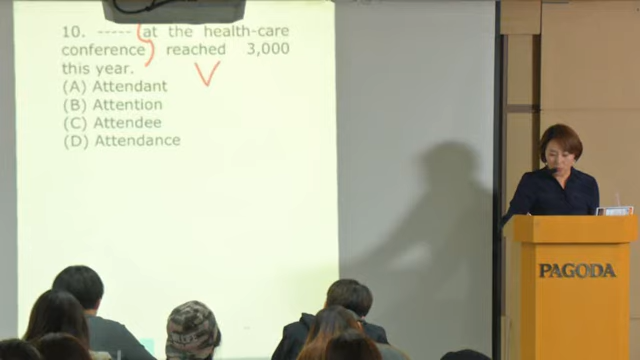 10. ----- at the health-care
conference reached 3,000
this year.
(A) Attendant
(B) Attention
(C) Attendee
(D) Attendance
PAGODA